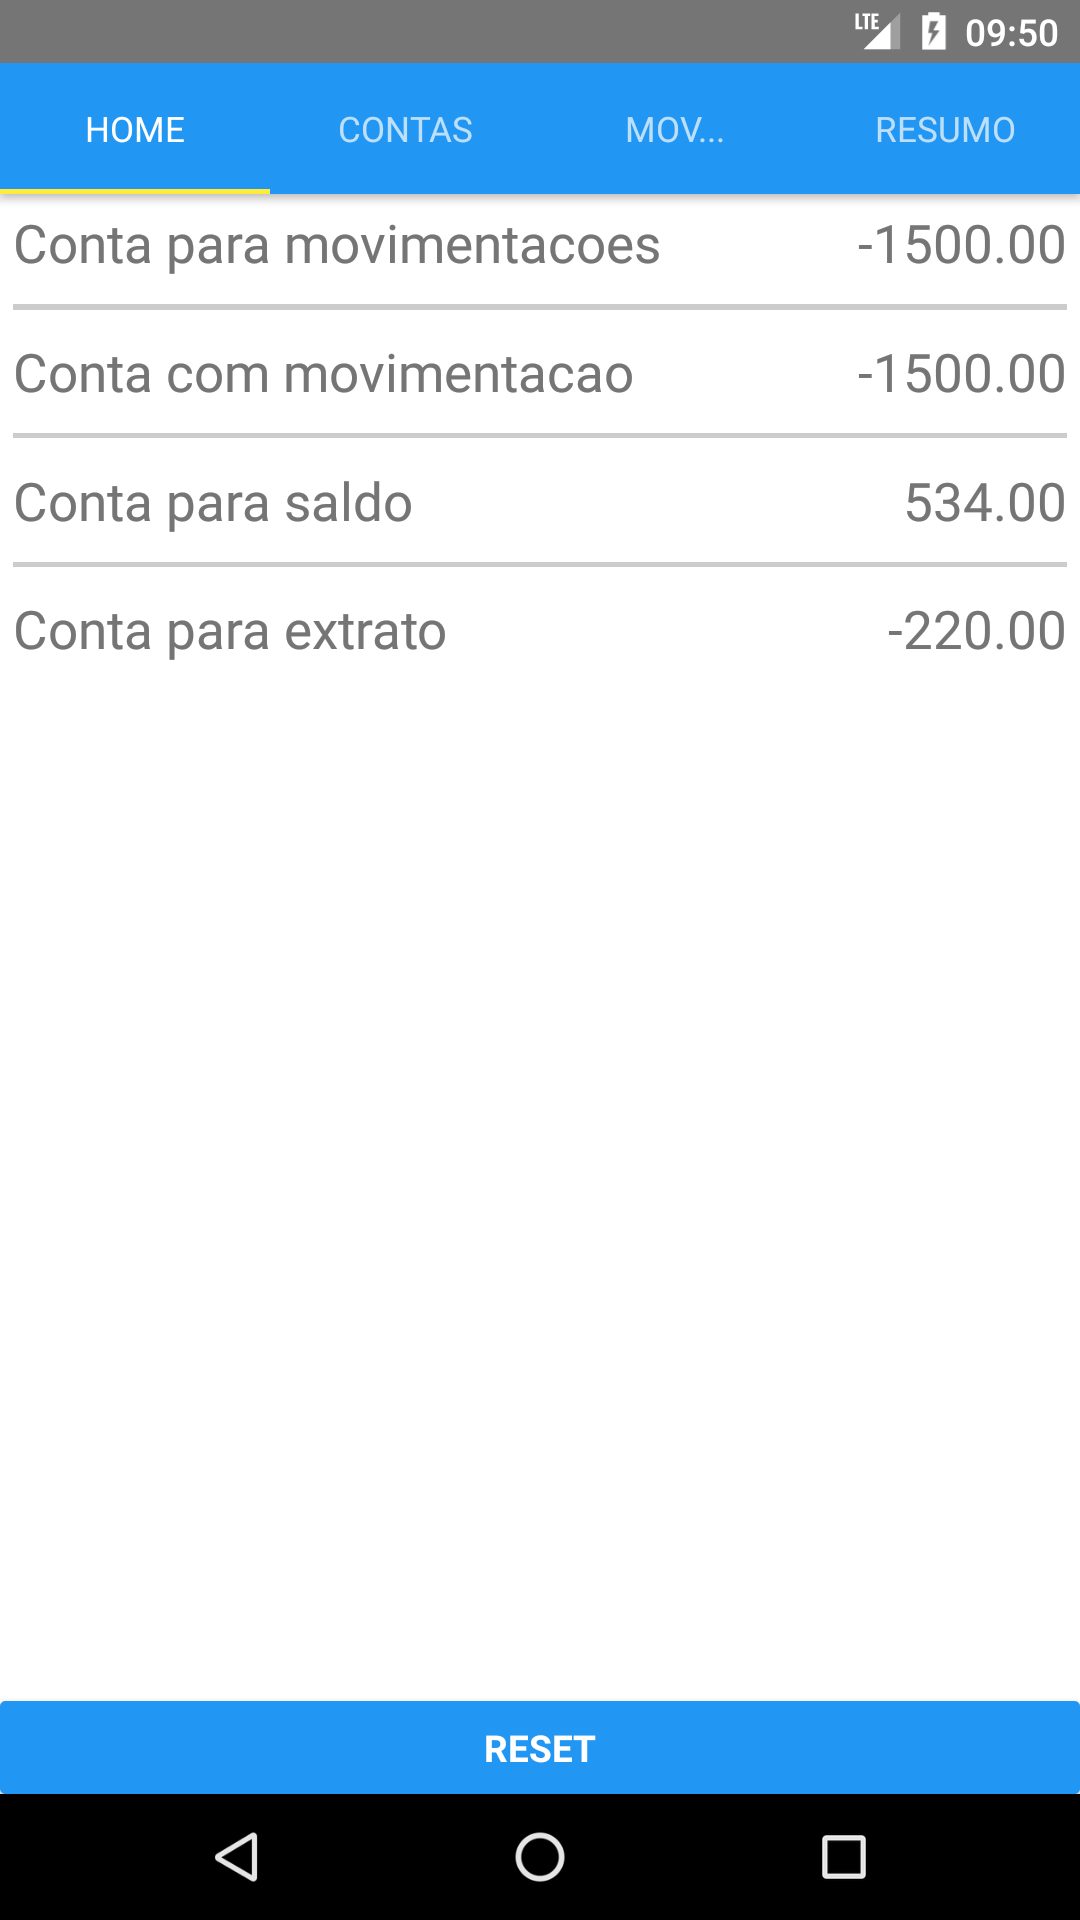 LTE 09:50
HOME CONTAS MOV... RESUMO
Conta para movimentacoes -1500.00
Conta com movimentacao -1500.00
Conta para saldo 534.00
Conta para extrato -220.00
RESET